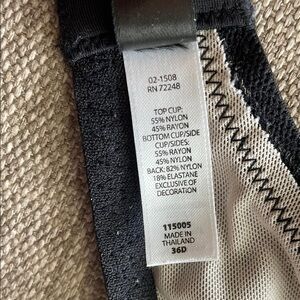 02-1508
RN 72248
TOP CUP:
55% NYLON
45% RAYON
BOTTOM CUP/SIDE
CUP/SIDES:
55% RAYON
45% NYLON
BACK: 82% NYLON
18% ELASTANE
EXCLUSIVE OF
DECORATION
115005
MADE IN
THAILAND
36D